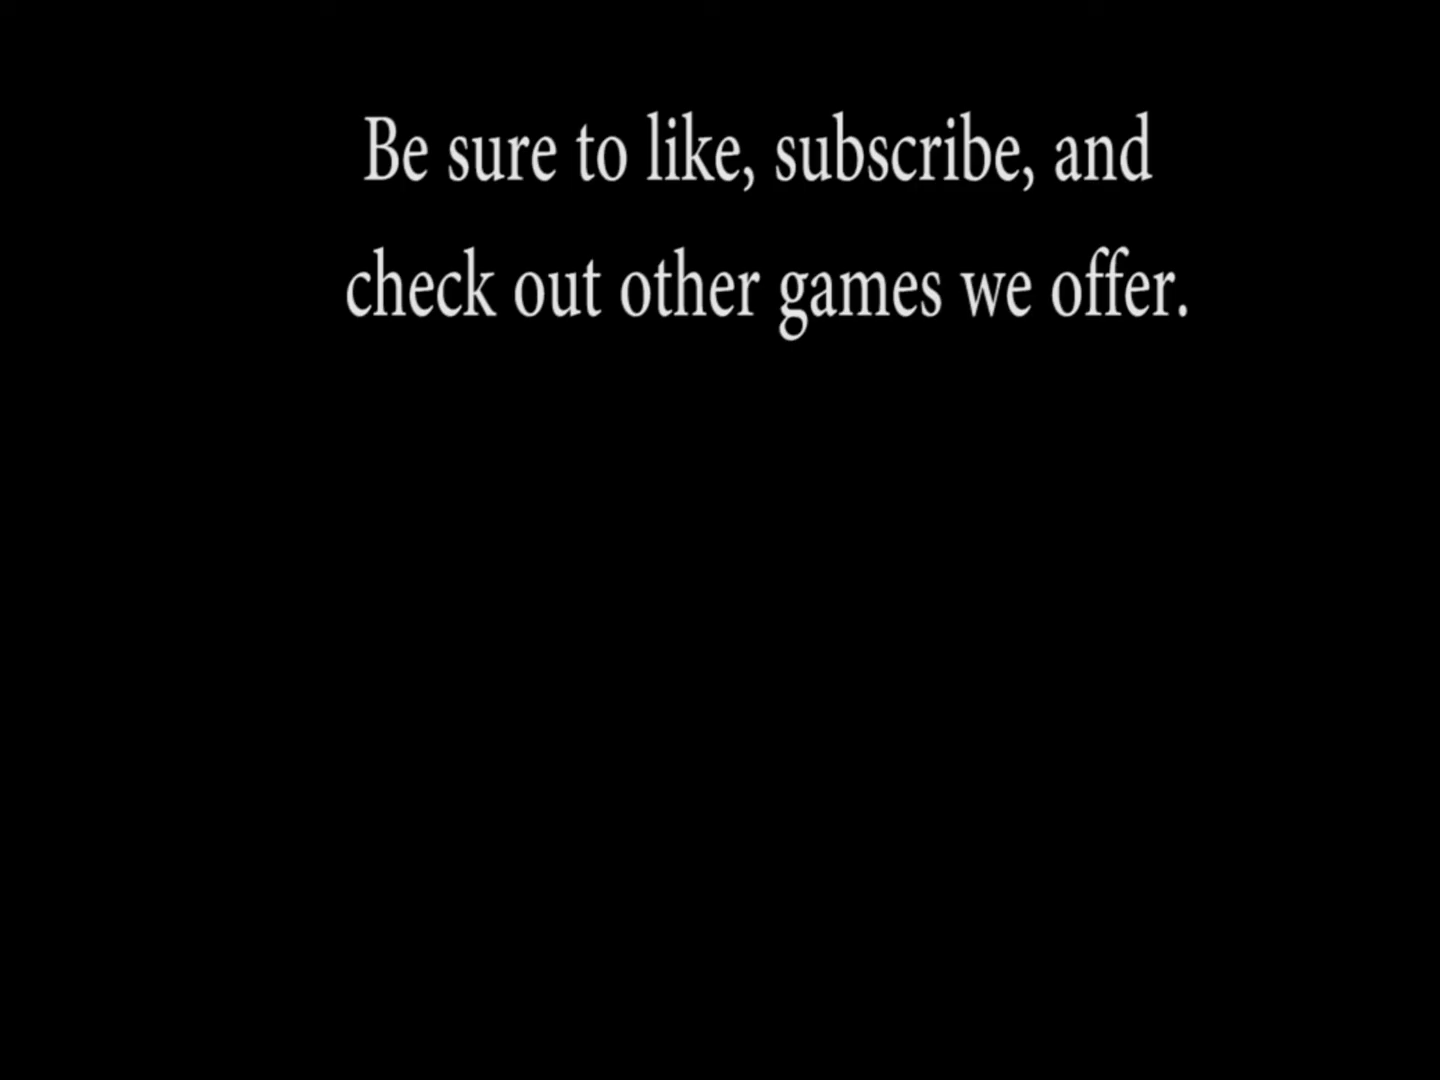 Be sure to like, subscribe, and
check out other games we offer.